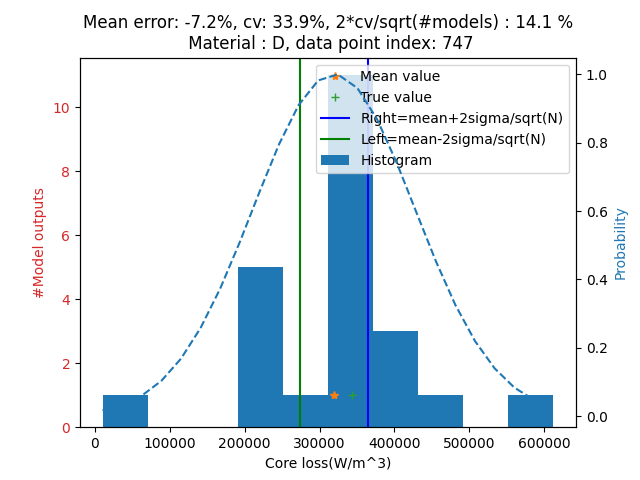 Mean error: -7.2%, cv: 33.9%, 2*cv/sqrt(#models) : 14.1 %
Material : D, data point index: 747
Mean value
True value
Right=mean+2sigma/sqrt(N)
Left=mean-2sigma/sqrt(N)
Histogram
#Model outputs
10
8
6
4
2
0
1.0
0.8
0.6
0.4
0.2
0.0
Probability
0 100000 200000 300000 400000 500000 600000
Core loss(W/m^3)